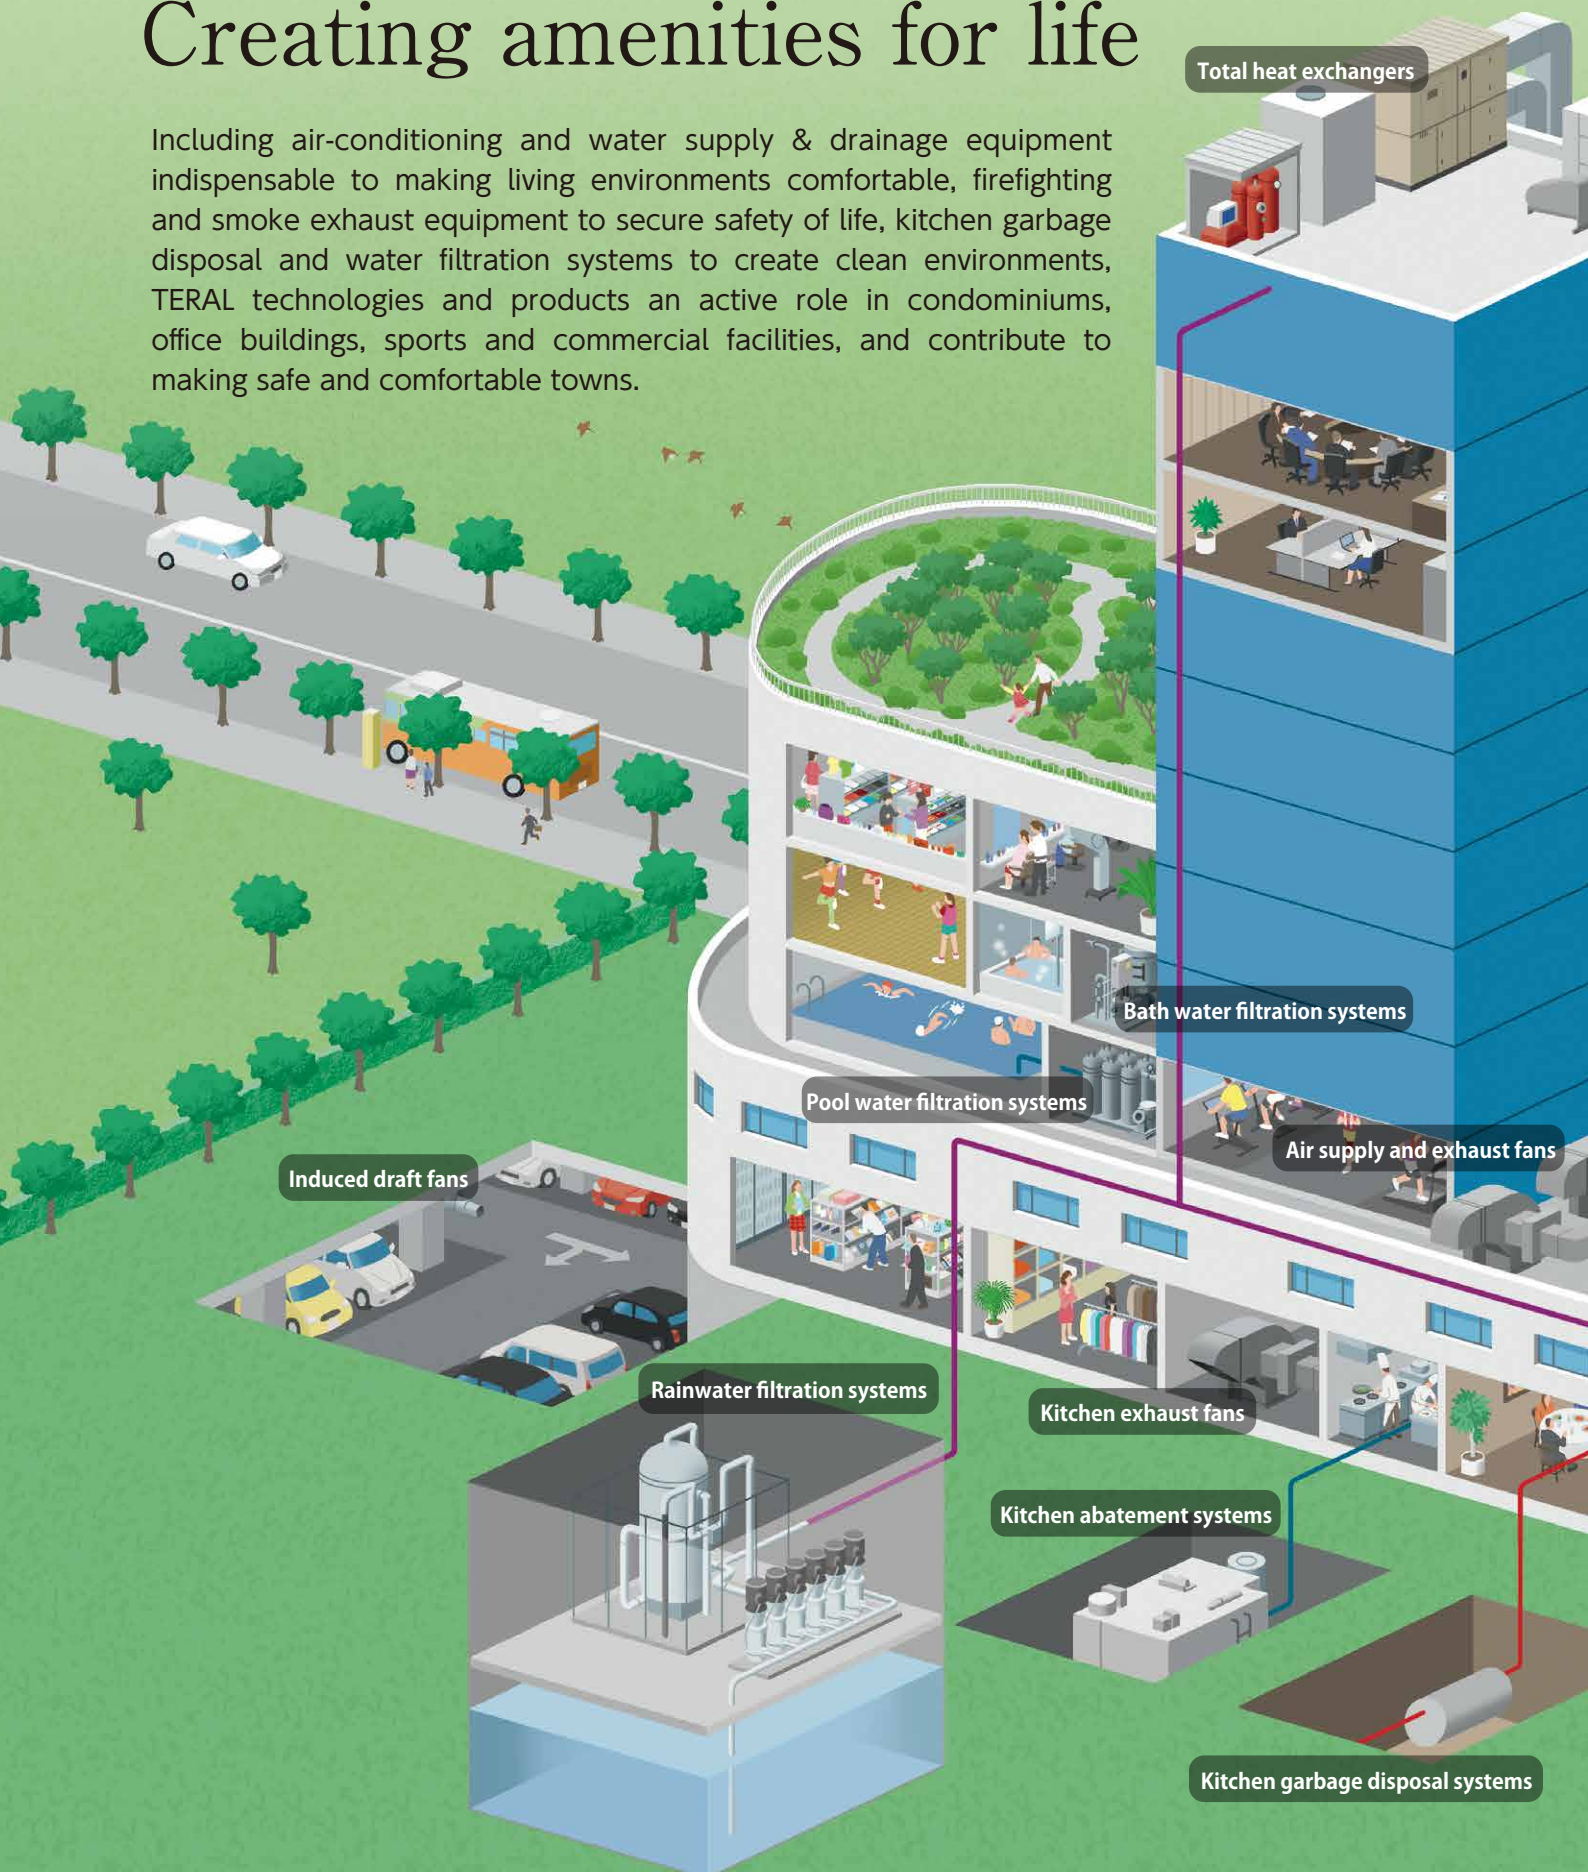 Creating amenities for life
Total heat exchangers
Including air-conditioning and water supply & drainage equipment
indispensable to making living environments comfortable, firefighting
and smoke exhaust equipment to secure safety of life, kitchen garbage
disposal and water filtration systems to create clean environments,
TERAL technologies and products an active role in condominiums,
office buildings, sports and commercial facilities, and contribute to
making safe and comfortable towns.
Bath water filtration systems
Pool water filtration systems
Air supply and exhaust fans
Induced draft fans
Rainwater filtration systems
Kitchen exhaust fans
Kitchen abatement systems
Kitchen garbage disposal systems